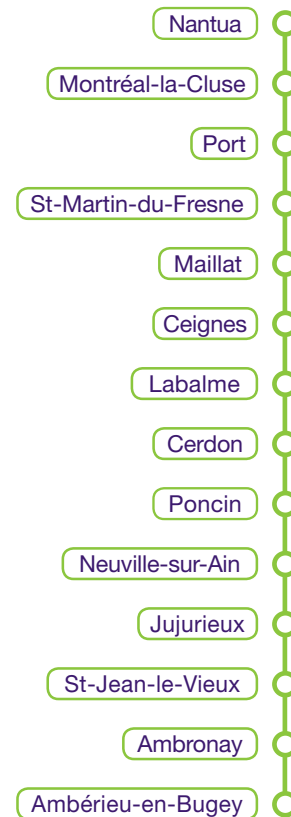 Nantua
Montréal-la-Cluse
Port
St-Martin-du-Fresne
Maillat
Ceignes
Labalme
Cerdon
Poncin
Neuville-sur-Ain
Jujurieux
St-Jean-le-Vieux
Ambronay
Ambérieu-en-Bugey